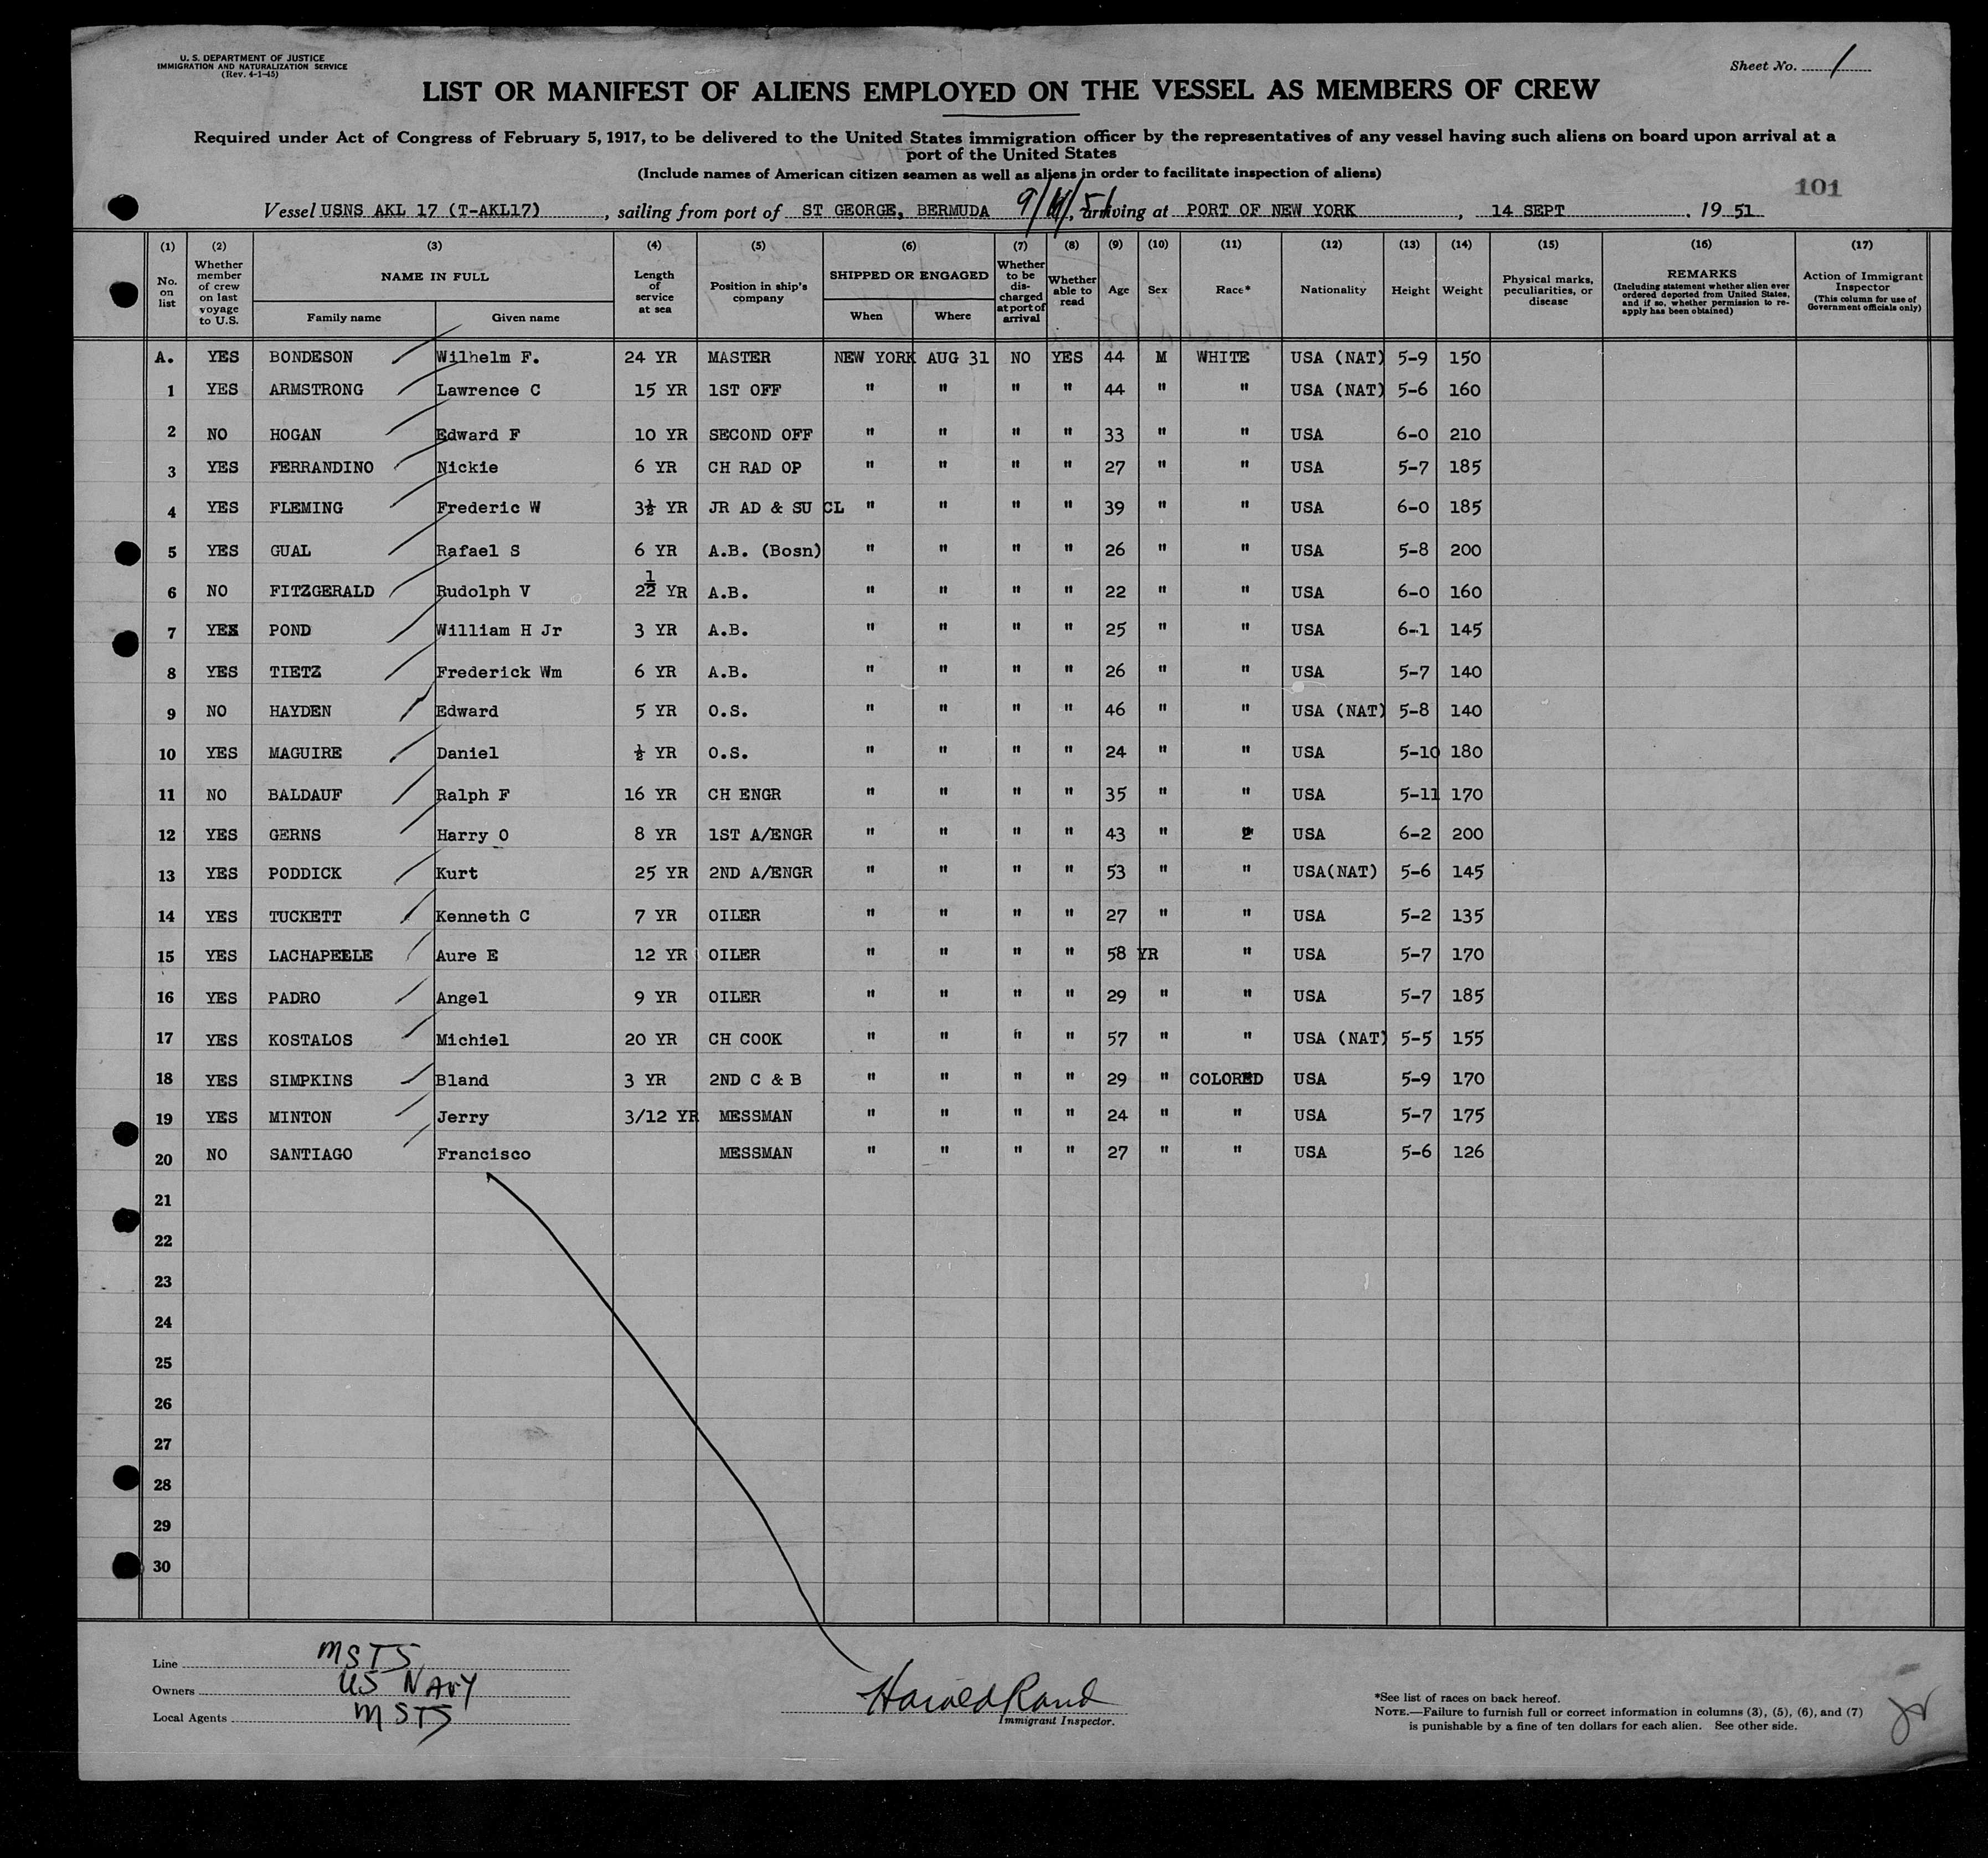 U. S. DEPARTMENT OF JUSTICE
IMMIGRATION AND NATURALIZATION SERVICE
(Rev. 4-1-45)
Sheet No. 1
LIST OR MANIFEST OF ALIENS EMPLOYED ON THE VESSEL AS MEMBERS OF CREW
Required under Act of Congress of February 5, 1917, to be delivered to the United States immigration officer by the representatives of any vessel having such aliens on board upon arrival at a
port of the United States
(Include names of American citizen seamen as well as aliens in order to facilitate inspection of aliens)
101
Vessel USNS AKL 17 (T-AKL17), sailing from port of ST GEORGE, BERMUDA 9/11/51, arriving at PORT OF NEW YORK, 14 SEPT, 19 51
(1) (2) (3) (4) (5) (6) (7) (8) (9) (10) (11) (12) (13) (14) (15) (16) (17)
No. on list
Whether member of crew on last voyage to U.S.
NAME IN FULL
Family name
Given name
Length of service at sea
Position in ship's company
SHIPPED OR ENGAGED
When
Where
Whether to be discharged at port of arrival
Whether able to read
Age
Sex
Race*
Nationality
Height
Weight
Physical marks, peculiarities, or disease
REMARKS
(Including statement whether alien ever ordered deported from United States, and if so, whether permission to re-apply has been obtained)
Action of Immigrant Inspector
(This column for use of Government officials only)
A. YES BONDESON Wilhelm F. 24 YR MASTER NEW YORK AUG 31 NO YES 44 M WHITE USA (NAT) 5-9 150
1 YES ARMSTRONG Lawrence C 15 YR 1ST OFF " " " " 44 " " USA (NAT) 5-6 160
2 NO HOGAN Edward F 10 YR SECOND OFF " " " " 33 " " USA 6-0 210
3 YES FERRANDINO Nickie 6 YR CH RAD OP " " " " 27 " " USA 5-7 185
4 YES FLEMING Frederic W 3½ YR JR AD & SU CL " " " " 39 " " USA 6-0 185
5 YES GUAL Rafael S 6 YR A.B. (Bosn) " " " " 26 " " USA 5-8 200
6 NO FITZGERALD Rudolph V 2½ YR A.B. " " " " 22 " " USA 6-0 160
7 YES POND William H Jr 3 YR A.B. " " " " 25 " " USA 6-1 145
8 YES TIETZ Frederick Wm 6 YR A.B. " " " " 26 " " USA 5-7 140
9 NO HAYDEN Edward 5 YR O.S. " " " " 46 " " USA (NAT) 5-8 140
10 YES MAGUIRE Daniel ½ YR O.S. " " " " 24 " " USA 5-10 180
11 NO BALDAUF Ralph F 16 YR CH ENGR " " " " 35 " " USA 5-11 170
12 YES GERNS Harry O 8 YR 1ST A/ENGR " " " " 43 " " USA 6-2 200
13 YES PODDICK Kurt 25 YR 2ND A/ENGR " " " " 53 " " USA(NAT) 5-6 145
14 YES TUCKETT Kenneth C 7 YR OILER " " " " 27 " " USA 5-2 135
15 YES LACHAPELLE Aure E 12 YR OILER " " " " 58 YR " USA 5-7 170
16 YES PADRO Angel 9 YR OILER " " " " 29 " " USA 5-7 185
17 YES KOSTALOS Michiel 20 YR CH COOK " " " " 57 " " USA (NAT) 5-5 155
18 YES SIMPKINS Bland 3 YR 2ND C & B " " " " 29 " COLORED USA 5-9 170
19 YES MINTON Jerry 3/12 YR MESSMAN " " " " 24 " " USA 5-7 175
20 NO SANTIAGO Francisco MESSMAN " " " " 27 " " USA 5-6 126
21
22
23
24
25
26
27
28
29
30
Line MSTS
Owners US NAVY
Local Agents MSTS
Harold Rand
Immigrant Inspector.
*See list of races on back hereof.
NOTE.—Failure to furnish full or correct information in columns (3), (5), (6), and (7)
is punishable by a fine of ten dollars for each alien. See other side.